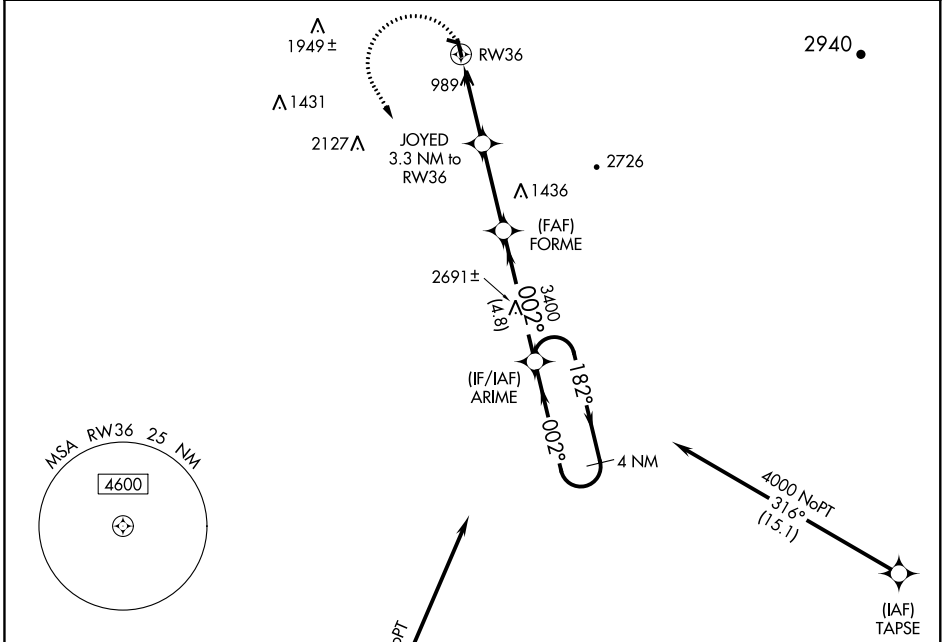 1949±
RW36
2940
989
1431
2127
JOYED
3.3 NM to
RW36
2726
1436
(FAF)
FORME
2691±
3400
002°
(4.8)
(IF/IAF)
ARIME
182°
002°
4 NM
MSA RW36 25 NM
4600
4000 NoPT
316°
(15.1)
(IAF)
TAPSE